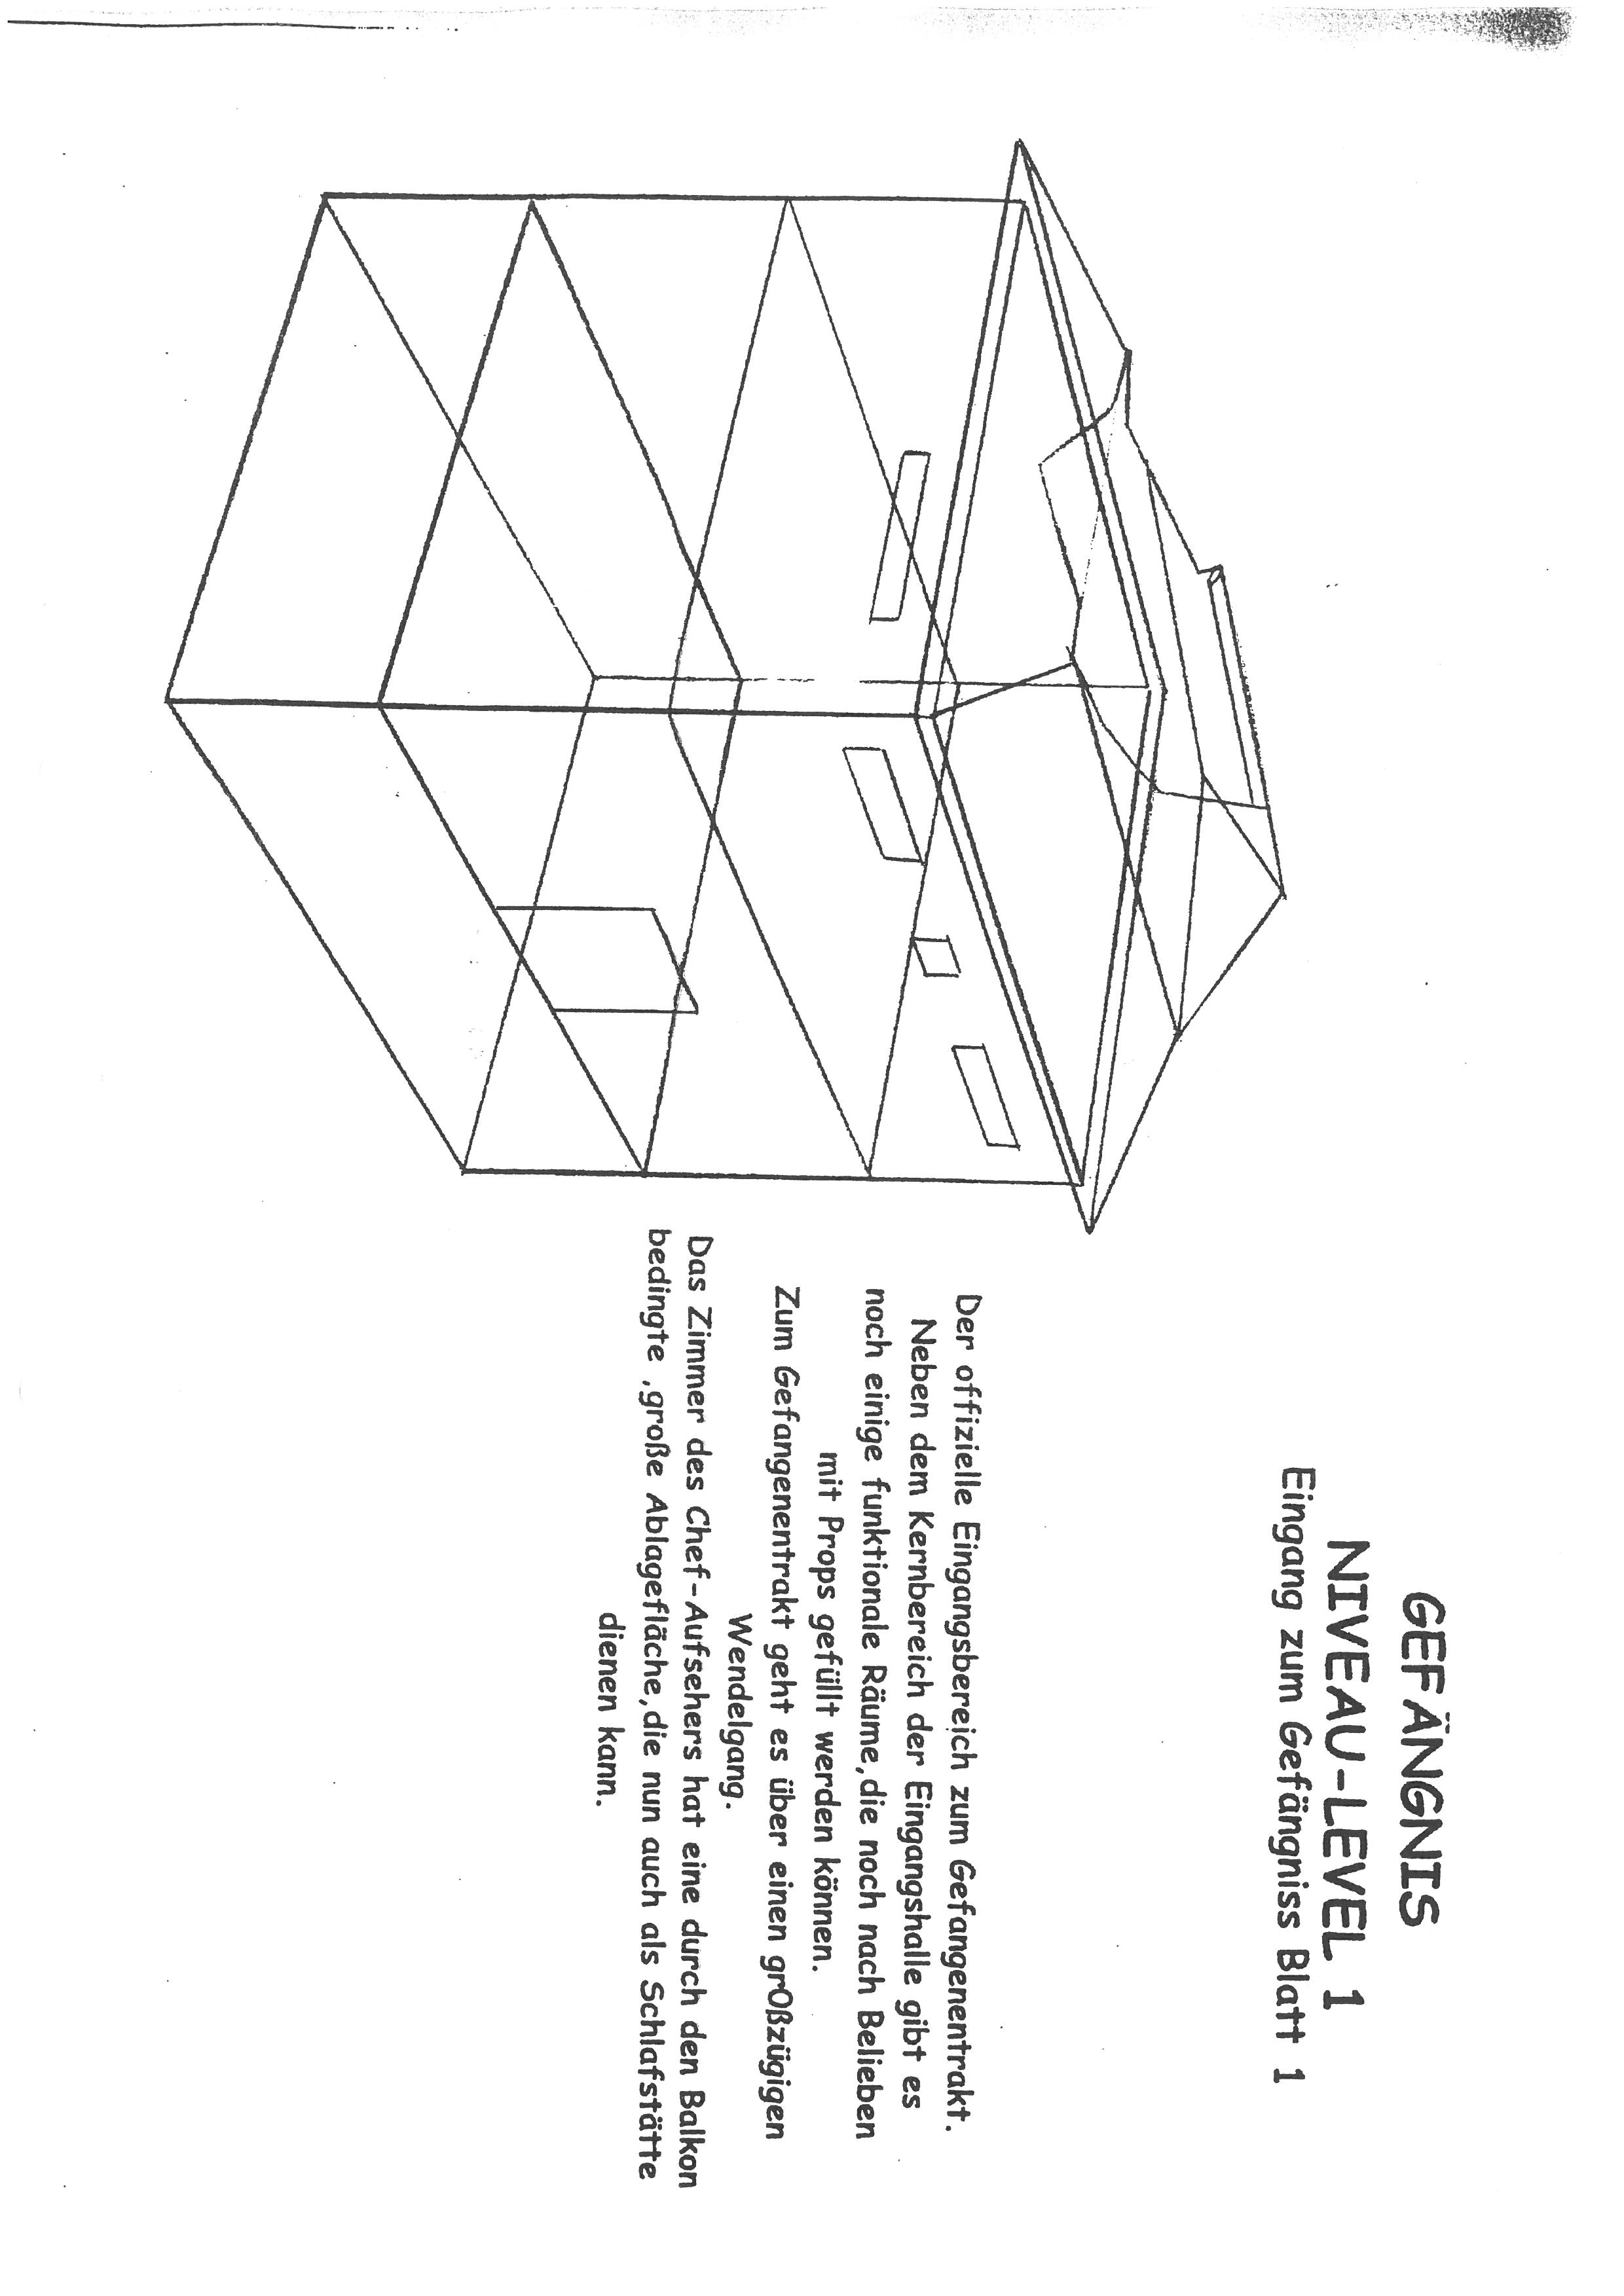 GEFÄNGNIS
NIVEAU-LEVEL 1
Eingang zum Gefängniss Blatt 1
Der offizielle Eingangsbereich zum Gefangenentrakt.
Neben dem Kernbereich der Eingangshalle gibt es
noch einige funktionale Räume,die noch nach Belieben
mit Props gefüllt werden können.
Zum Gefangenentrakt geht es über einen grOßzügigen
Wendelgang.
Das Zimmer des Chef-Aufsehers hat eine durch den Balkon
bedingte ,große Ablagefläche,die nun auch als Schlafstätte
dienen kann.